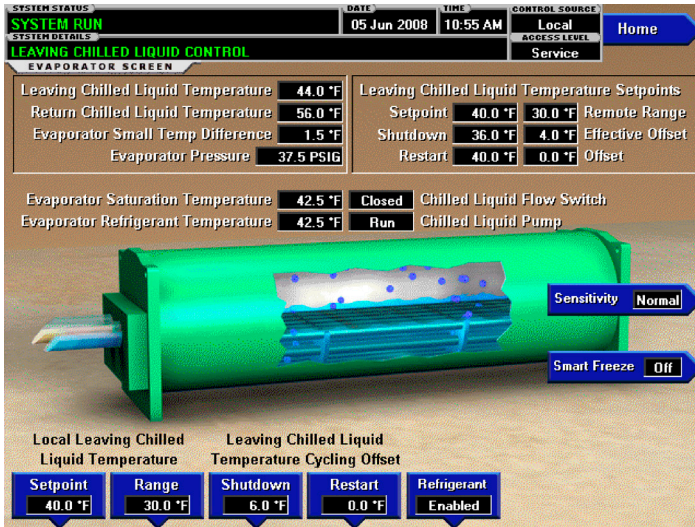 SYSTEM STATUS
SYSTEM RUN
DATE
05 Jun 2008
TIME
10:55 AM
CONTROL SOURCE
Local
Home
SYSTEM DETAILS
LEAVING CHILLED LIQUID CONTROL
ACCESS LEVEL
Service
EVAPORATOR SCREEN
Leaving Chilled Liquid Temperature 44.0 °F
Return Chilled Liquid Temperature 56.0 °F
Evaporator Small Temp Difference 1.5 °F
Evaporator Pressure 37.5 PSIG
Leaving Chilled Liquid Temperature Setpoints
Setpoint 40.0 °F 30.0 °F Remote Range
Shutdown 36.0 °F 4.0 °F Effective Offset
Restart 40.0 °F 0.0 °F Offset
Evaporator Saturation Temperature 42.5 °F Closed Chilled Liquid Flow Switch
Evaporator Refrigerant Temperature 42.5 °F Run Chilled Liquid Pump
Sensitivity Normal
Smart Freeze Off
Local Leaving Chilled
Liquid Temperature
Leaving Chilled Liquid
Temperature Cycling Offset
Setpoint
40.0 °F
Range
30.0 °F
Shutdown
6.0 °F
Restart
0.0 °F
Refrigerant
Enabled